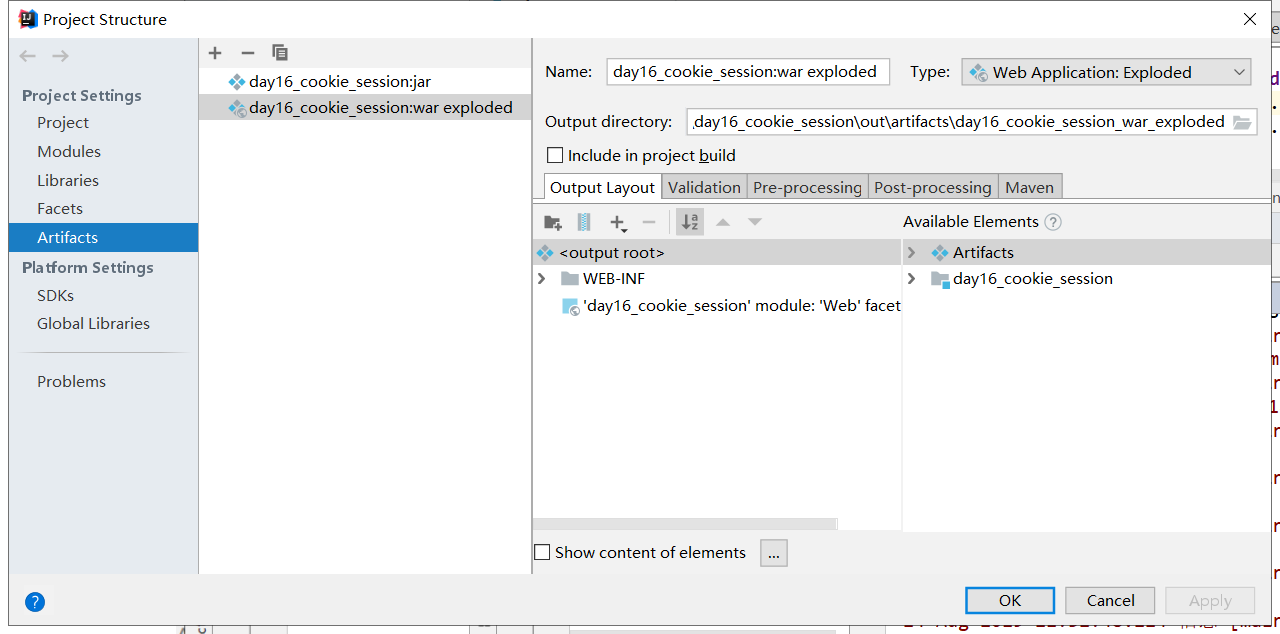 Project Structure
Project Settings
Project
Modules
Libraries
Facets
Artifacts
Platform Settings
SDKs
Global Libraries
Problems
day16_cookie_session:jar
day16_cookie_session:war exploded
Name: day16_cookie_session:war exploded Type: Web Application: Exploded
Output directory: .day16_cookie_session\out\artifacts\day16_cookie_session_war_exploded
Include in project build
Output Layout Validation Pre-processing Post-processing Maven
Available Elements ?
<output root>
WEB-INF
'day16_cookie_session' module: 'Web' facet
Artifacts
day16_cookie_session
Show content of elements ...
? OK Cancel Apply